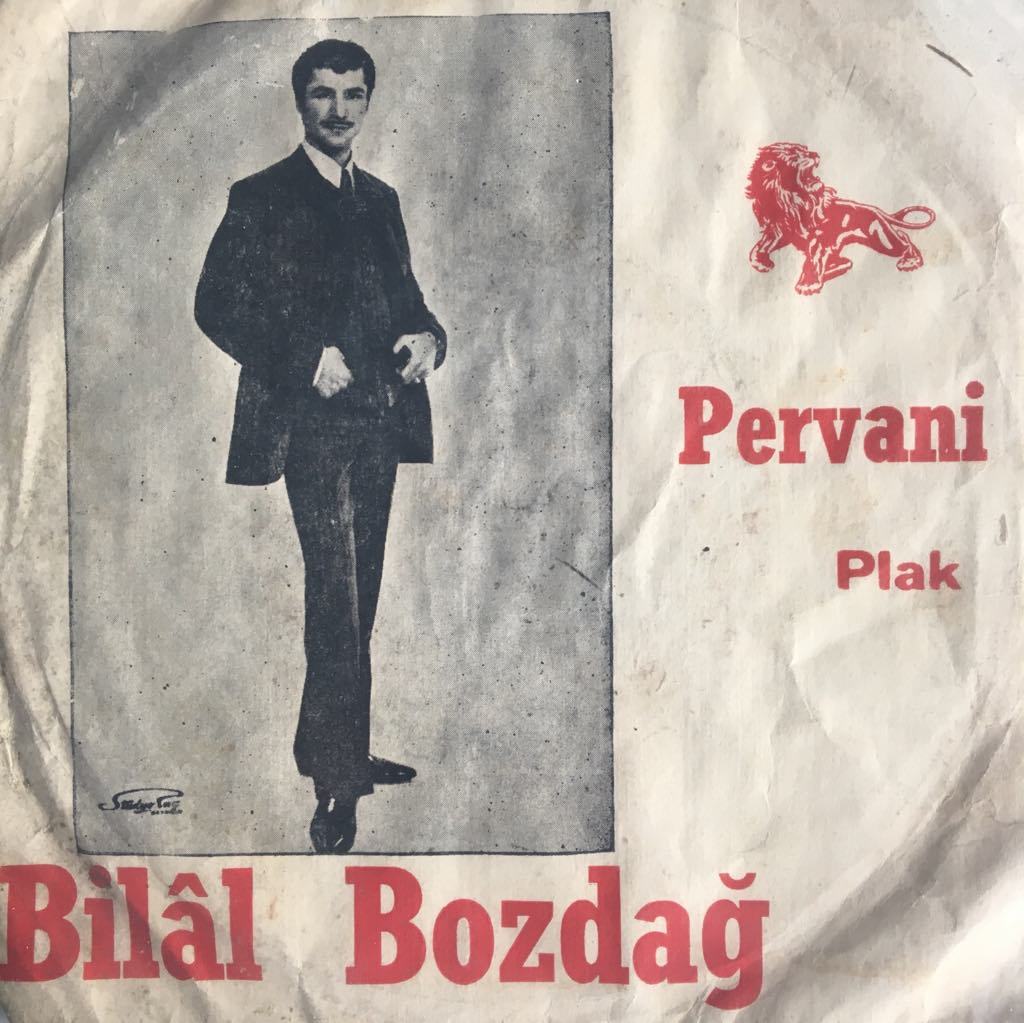 Pervani
Plak
Bilâl Bozdağ